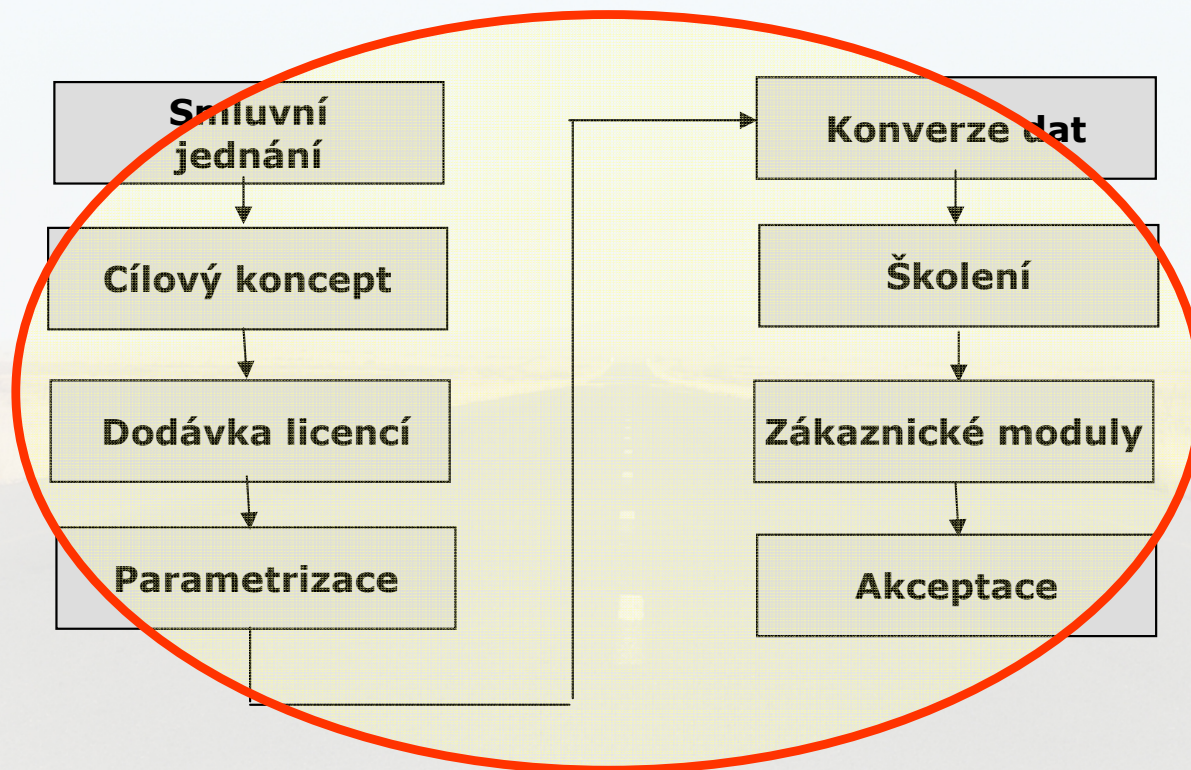 Smluvní
jednání
Cílový koncept
Dodávka licencí
Parametrizace
Konverze dat
Školení
Zákaznické moduly
Akceptace